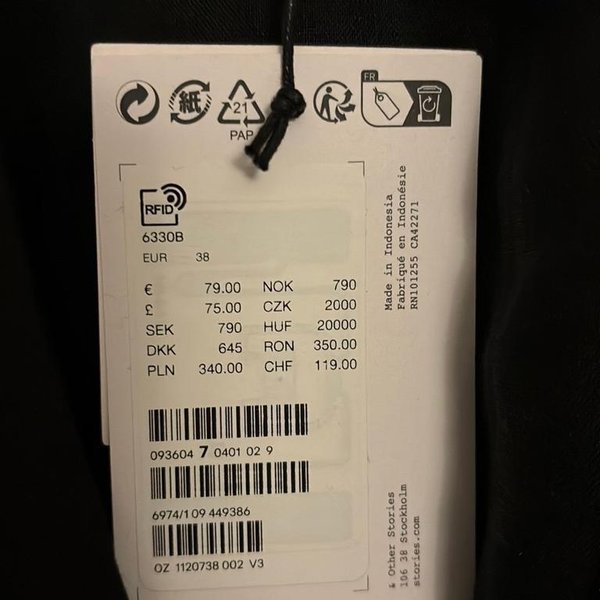 紙
21
PAP
FR
RFID
6330B
EUR 38
€ 79.00 NOK 790
£ 75.00 CZK 2000
SEK 790 HUF 20000
DKK 645 RON 350.00
PLN 340.00 CHF 119.00
093604 7 0401 02 9
6974/1 09 449386
OZ 1120738 002 V3
Made in Indonesia
Fabriqué en Indonésie
RN101255 CA42271
& Other Stories
106 38 Stockholm
stories.com